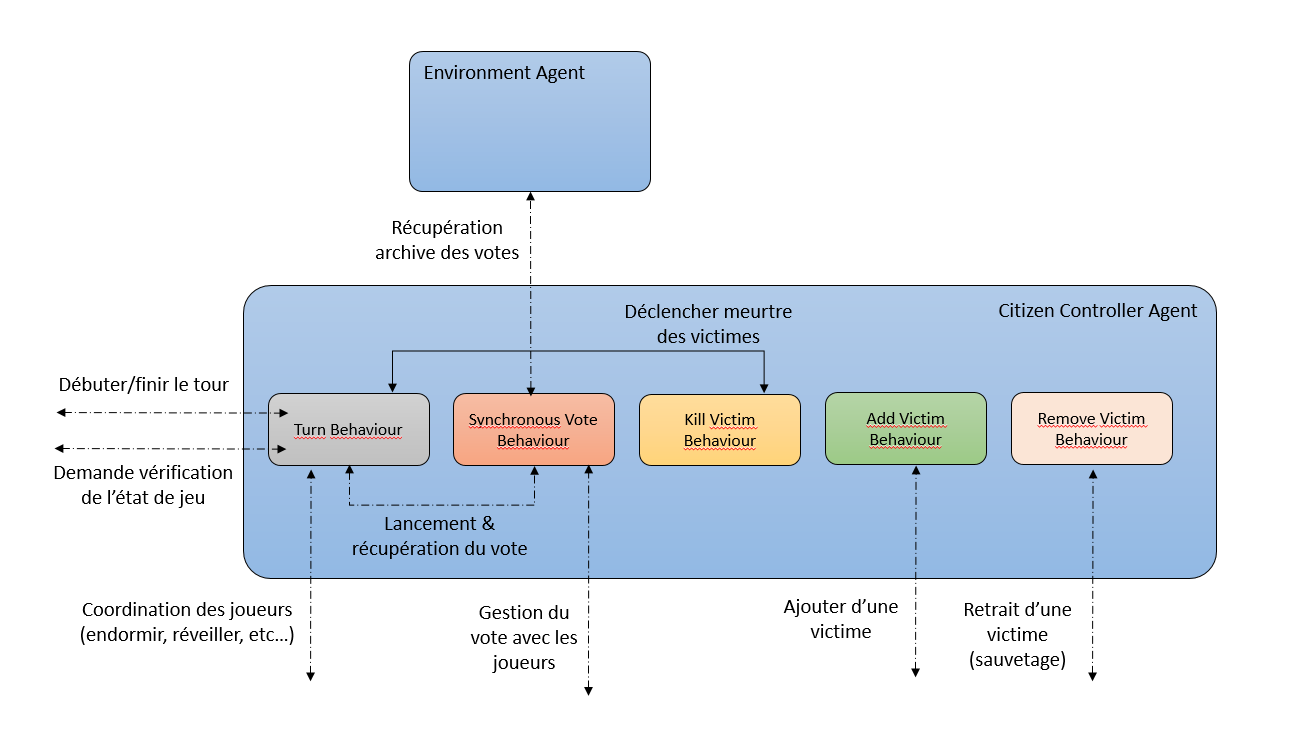 Environment Agent
Récupération
archive des votes
Déclencher meurtre
des victimes
Citizen Controller Agent
Débuter/finir le tour
Turn Behaviour
Synchronous Vote
Behaviour
Kill Victim
Behaviour
Add Victim
Behaviour
Remove Victim
Behaviour
Demande vérification
de l’état de jeu
Lancement &
récupération du vote
Coordination des joueurs
(endormir, réveiller, etc…)
Gestion du
vote avec les
joueurs
Ajouter d’une
victime
Retrait d’une
victime
(sauvetage)